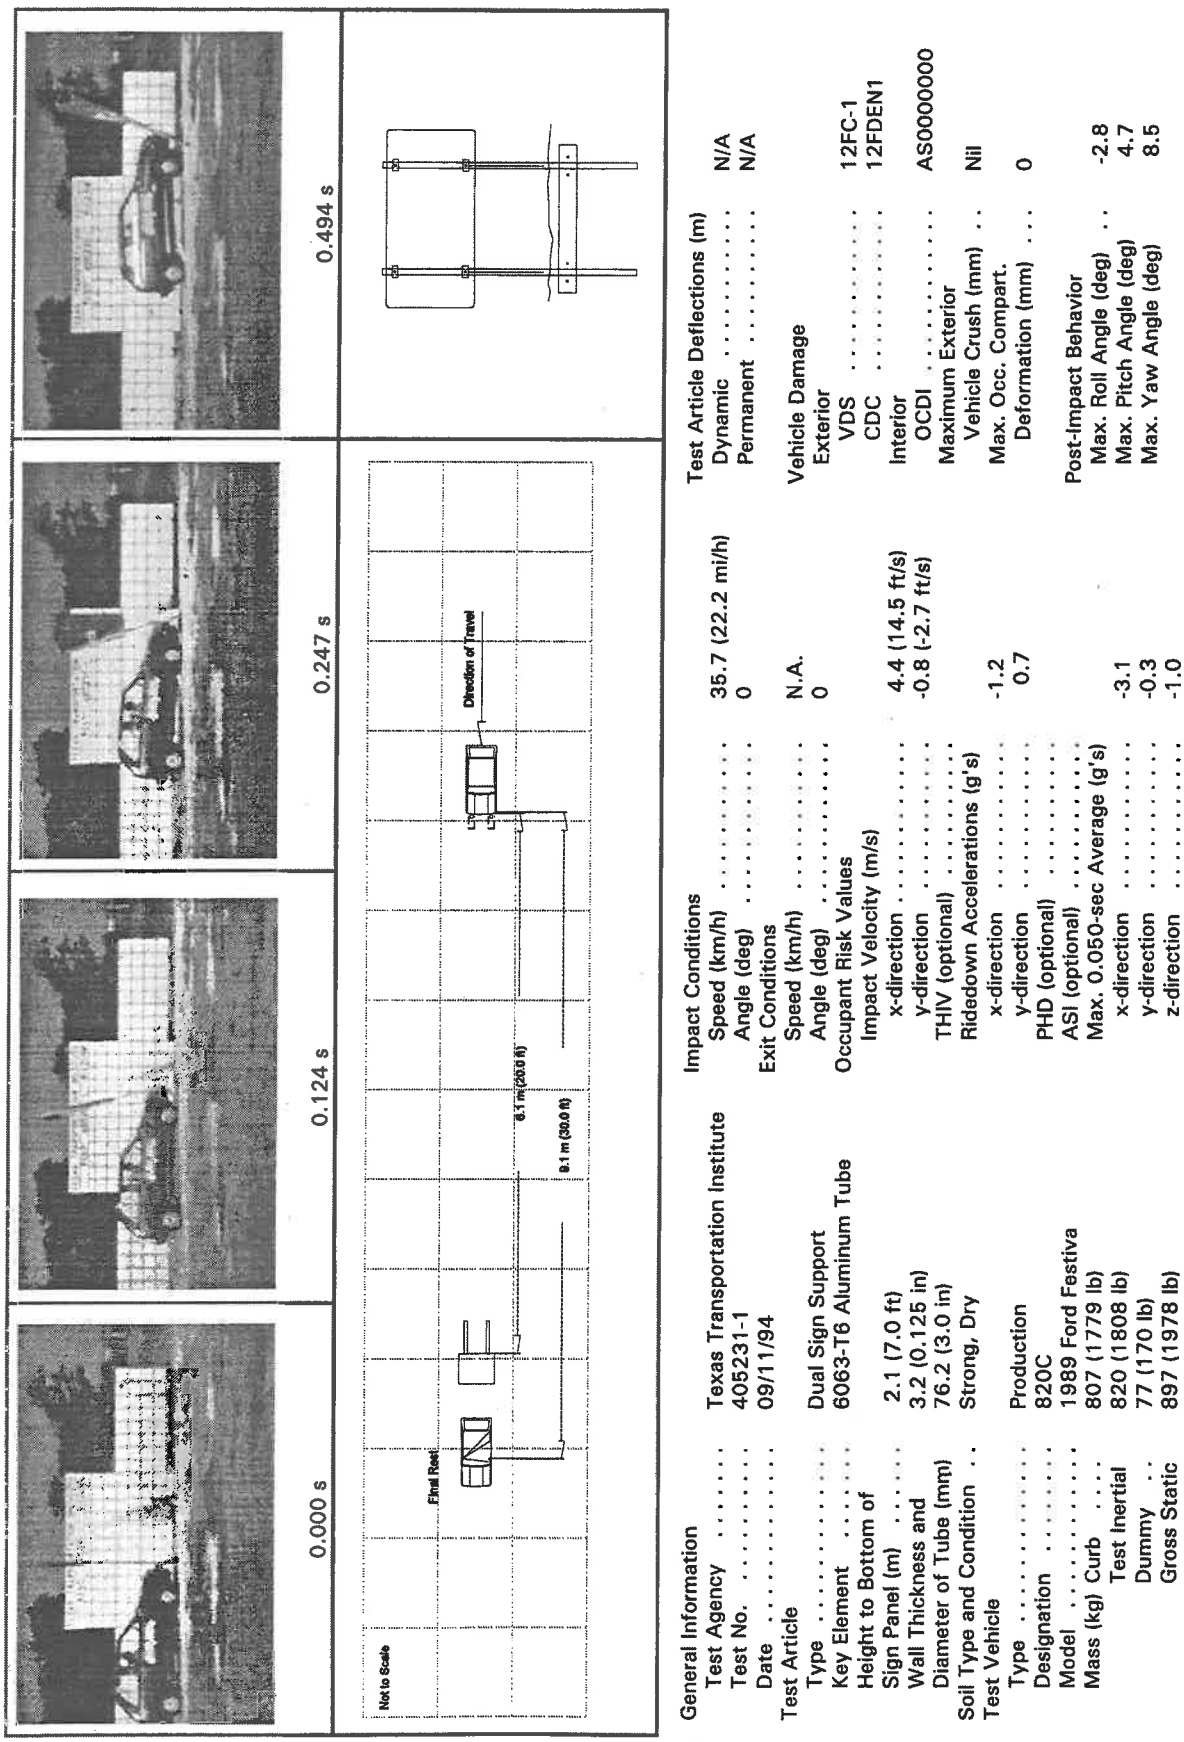 0.000 s
0.124 s
0.247 s
0.494 s
Not to Scale
Final Rest
6.1 m (20.0 ft)
9.1 m (30.0 ft)
Direction of Travel
General Information
Test Agency . . . . . . . Texas Transportation Institute
Test No. . . . . . . . . . 405231-1
Date . . . . . . . . . . . . 09/11/94
Test Article
Type . . . . . . . . . . . . Dual Sign Support
Key Element . . . . . . 6063-T6 Aluminum Tube
Height to Bottom of
Sign Panel (m) . . . . . 2.1 (7.0 ft)
Wall Thickness and 3.2 (0.125 in)
Diameter of Tube (mm) 76.2 (3.0 in)
Soil Type and Condition . . Strong, Dry
Test Vehicle
Type . . . . . . . . . . . . Production
Designation . . . . . . . 820C
Model . . . . . . . . . . . 1989 Ford Festiva
Mass (kg) Curb . . . . 807 (1779 lb)
Test Inertial 820 (1808 lb)
Dummy . . 77 (170 lb)
Gross Static 897 (1978 lb)
Impact Conditions
Speed (km/h) . . . . . . . . . . . 35.7 (22.2 mi/h)
Angle (deg) . . . . . . . . . . . . 0
Exit Conditions
Speed (km/h) . . . . . . . . . . . N.A.
Angle (deg) . . . . . . . . . . . . 0
Occupant Risk Values
Impact Velocity (m/s)
x-direction . . . . . . . . . . . . 4.4 (14.5 ft/s)
y-direction . . . . . . . . . . . . -0.8 (-2.7 ft/s)
THIV (optional) . . . . . . . . . .
Ridedown Accelerations (g's)
x-direction . . . . . . . . . . . . -1.2
y-direction . . . . . . . . . . . . 0.7
PHD (optional) . . . . . . . . . .
ASI (optional) . . . . . . . . . . .
Max. 0.050-sec Average (g's)
x-direction . . . . . . . . . . . . -3.1
y-direction . . . . . . . . . . . . -0.3
z-direction . . . . . . . . . . . . -1.0
Test Article Deflections (m)
Dynamic . . . . . . . . . . . N/A
Permanent . . . . . . . . . N/A
Vehicle Damage
Exterior
VDS . . . . . . . . . . . . 12FC-1
CDC . . . . . . . . . . . 12FDEN1
Interior
OCDI . . . . . . . . . . AS0000000
Maximum Exterior
Vehicle Crush (mm) . . Nil
Max. Occ. Compart.
Deformation (mm) . . . 0
Post-Impact Behavior
Max. Roll Angle (deg) . . -2.8
Max. Pitch Angle (deg) 4.7
Max. Yaw Angle (deg) 8.5